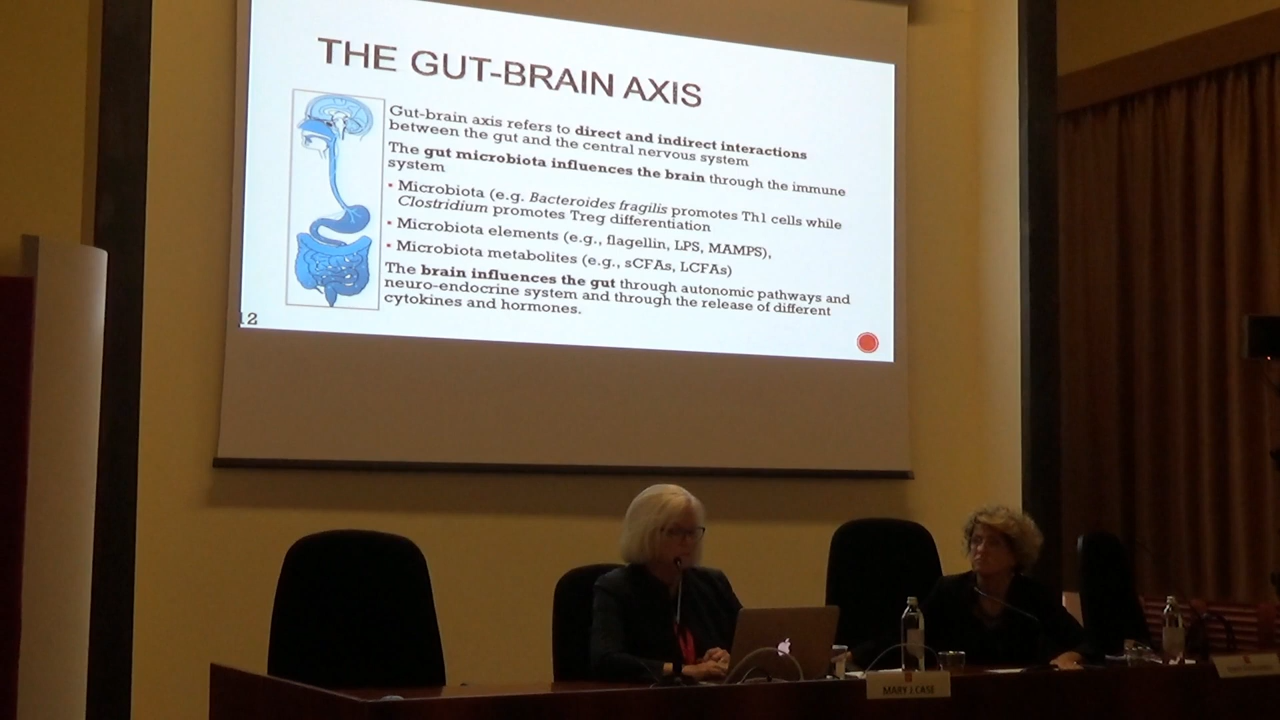 THE GUT-BRAIN AXIS
Gut-brain axis refers to direct and indirect interactions
between the gut and the central nervous system
The gut microbiota influences the brain through the immune
system
• Microbiota (e.g. Bacteroides fragilis promotes Th1 cells while
Clostridium promotes Treg differentiation
• Microbiota elements (e.g., flagellin, LPS, MAMPS),
• Microbiota metabolites (e.g., sCFAs, LCFAs)
The brain influences the gut through autonomic pathways and
neuro-endocrine system and through the release of different
cytokines and hormones.
12
MARY J.CASE